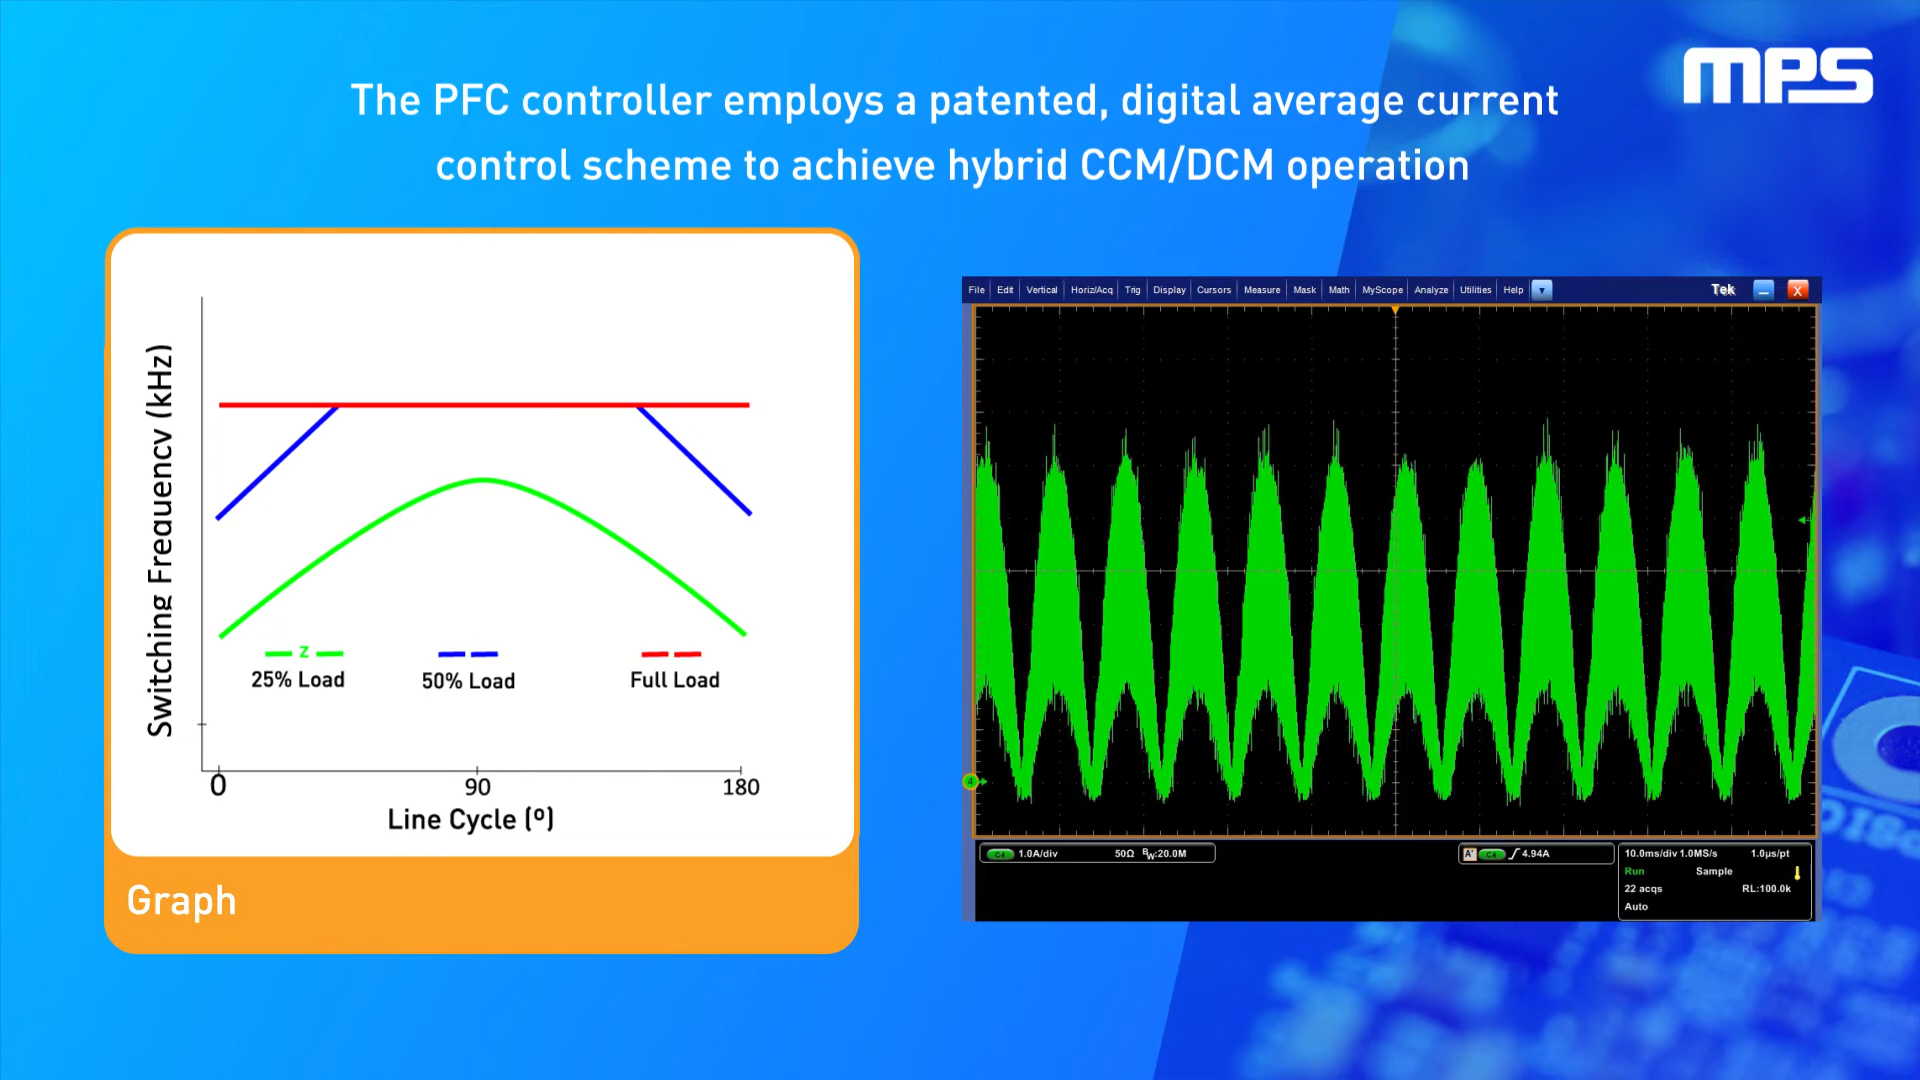 MPS
The PFC controller employs a patented, digital average current
control scheme to achieve hybrid CCM/DCM operation
Switching Frequency (kHz)
Z
25% Load
50% Load
Full Load
0
90
180
Line Cycle (º)
Graph
File Edit Vertical Horiz/Acq Trig Display Cursors Measure Mask Math MyScope Analyze Utilities Help Tek X
4
C4 1.0A/div 50Ω BW:20.0M
A' C4 4.94A
10.0ms/div 1.0MS/s 1.0µs/pt
Run Sample
22 acqs RL:100.0k
Auto